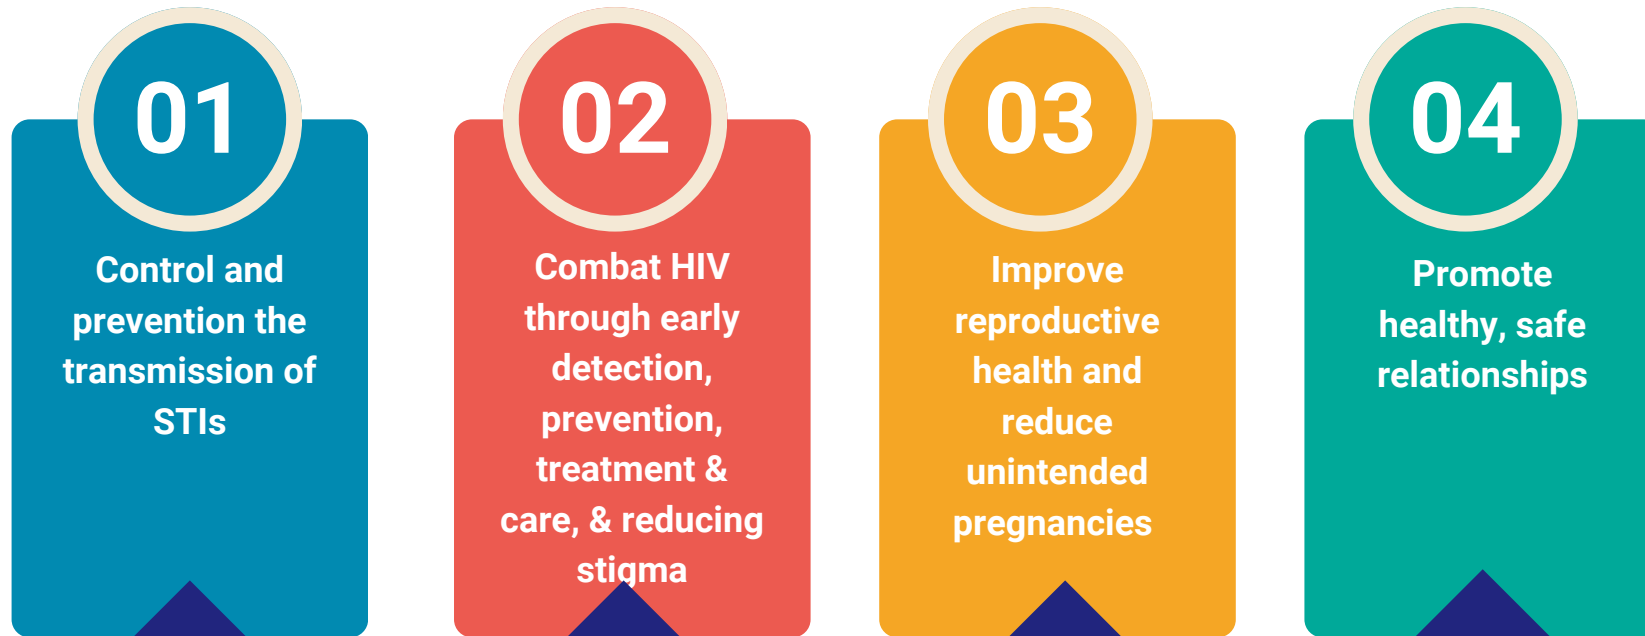 01
Control and
prevention the
transmission of
STIs
02
Combat HIV
through early
detection,
prevention,
treatment &
care, & reducing
stigma
03
Improve
reproductive
health and
reduce
unintended
pregnancies
04
Promote
healthy, safe
relationships